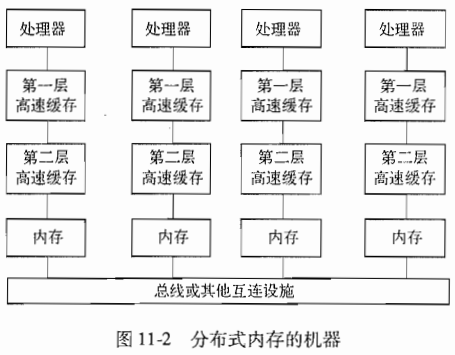 处理器 处理器 处理器 处理器
第一层 第一层 第一层 第一层
高速缓存 高速缓存 高速缓存 高速缓存
第二层 第二层 第二层 第二层
高速缓存 高速缓存 高速缓存 高速缓存
内存 内存 内存 内存
总线或其他互连设施
图 11-2 分布式内存的机器